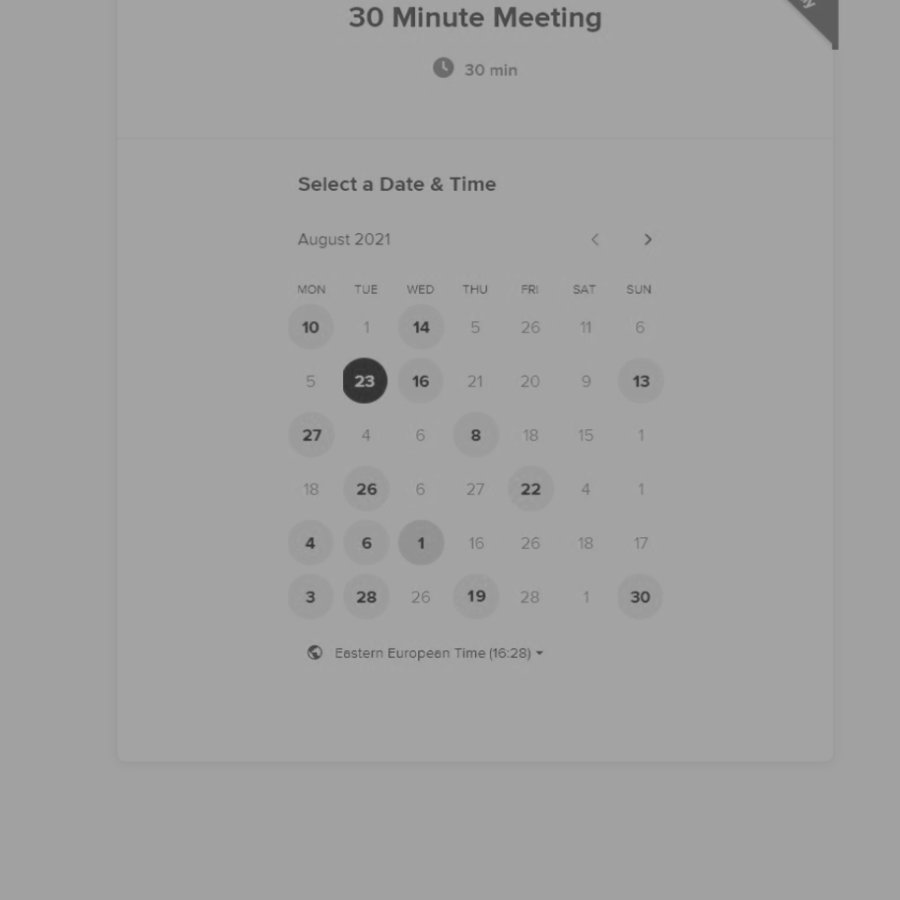 30 Minute Meeting
30 min
Select a Date & Time
August 2021
MON TUE WED THU FRI SAT SUN
10 1 14 5 26 11 6
5 23 16 21 20 9 13
27 4 6 8 18 15 1
18 26 6 27 22 4 1
4 6 1 16 26 18 17
3 28 26 19 28 1 30
Eastern European Time (16:28)